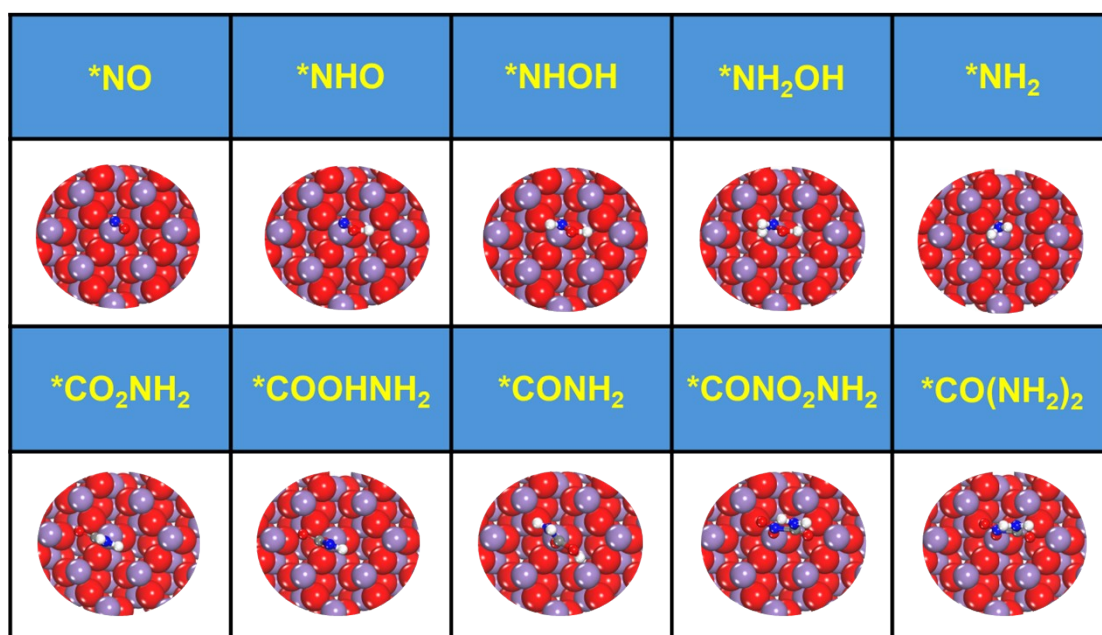 *NO
*NHO
*NHOH
*NH₂OH
*NH₂
*CO₂NH₂
*COOHNH₂
*CONH₂
*CONO₂NH₂
*CO(NH₂)₂